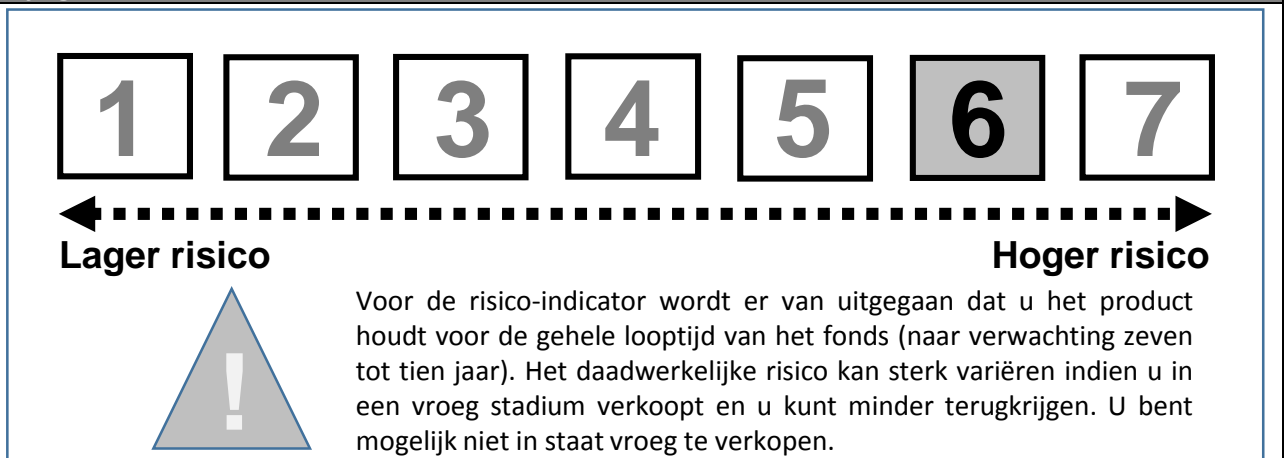 1 2 3 4 5 6 7
Lager risico Hoger risico
!
Voor de risico-indicator wordt er van uitgegaan dat u het product
houdt voor de gehele looptijd van het fonds (naar verwachting zeven
tot tien jaar). Het daadwerkelijke risico kan sterk variëren indien u in
een vroeg stadium verkoopt en u kunt minder terugkrijgen. U bent
mogelijk niet in staat vroeg te verkopen.